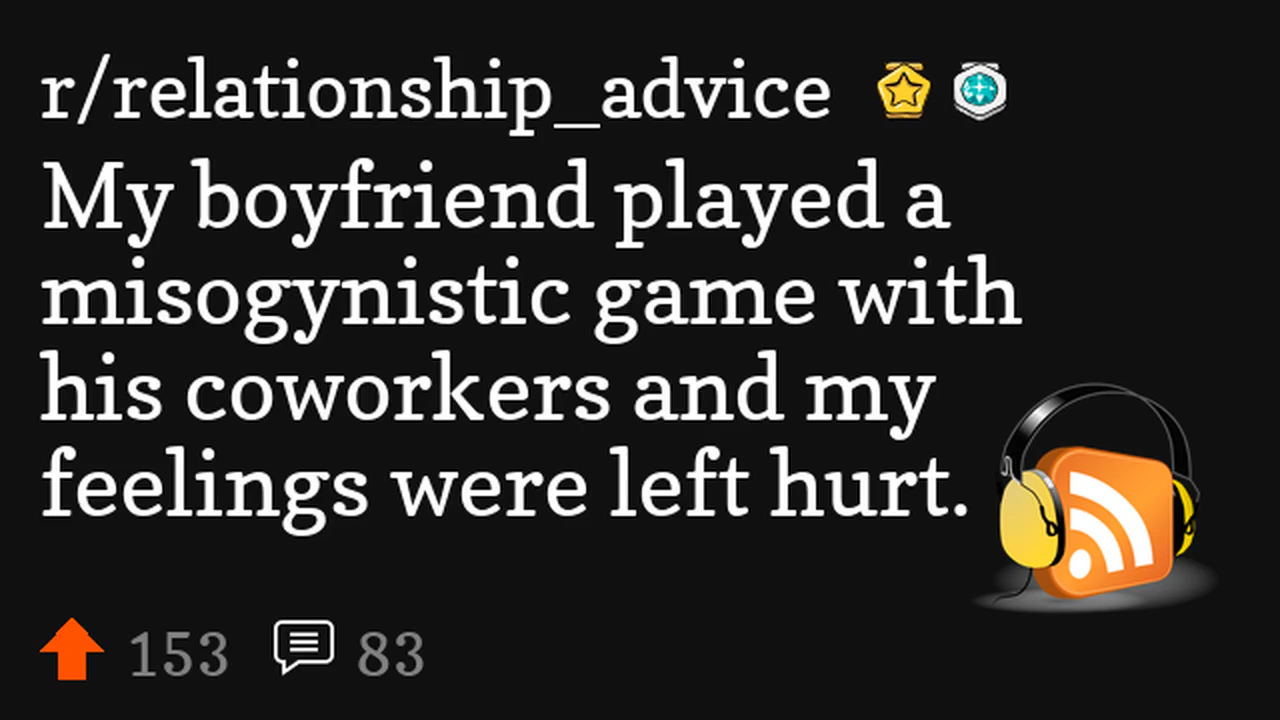 r/relationship_advice
My boyfriend played a
misogynistic game with
his coworkers and my
feelings were left hurt.
153 83